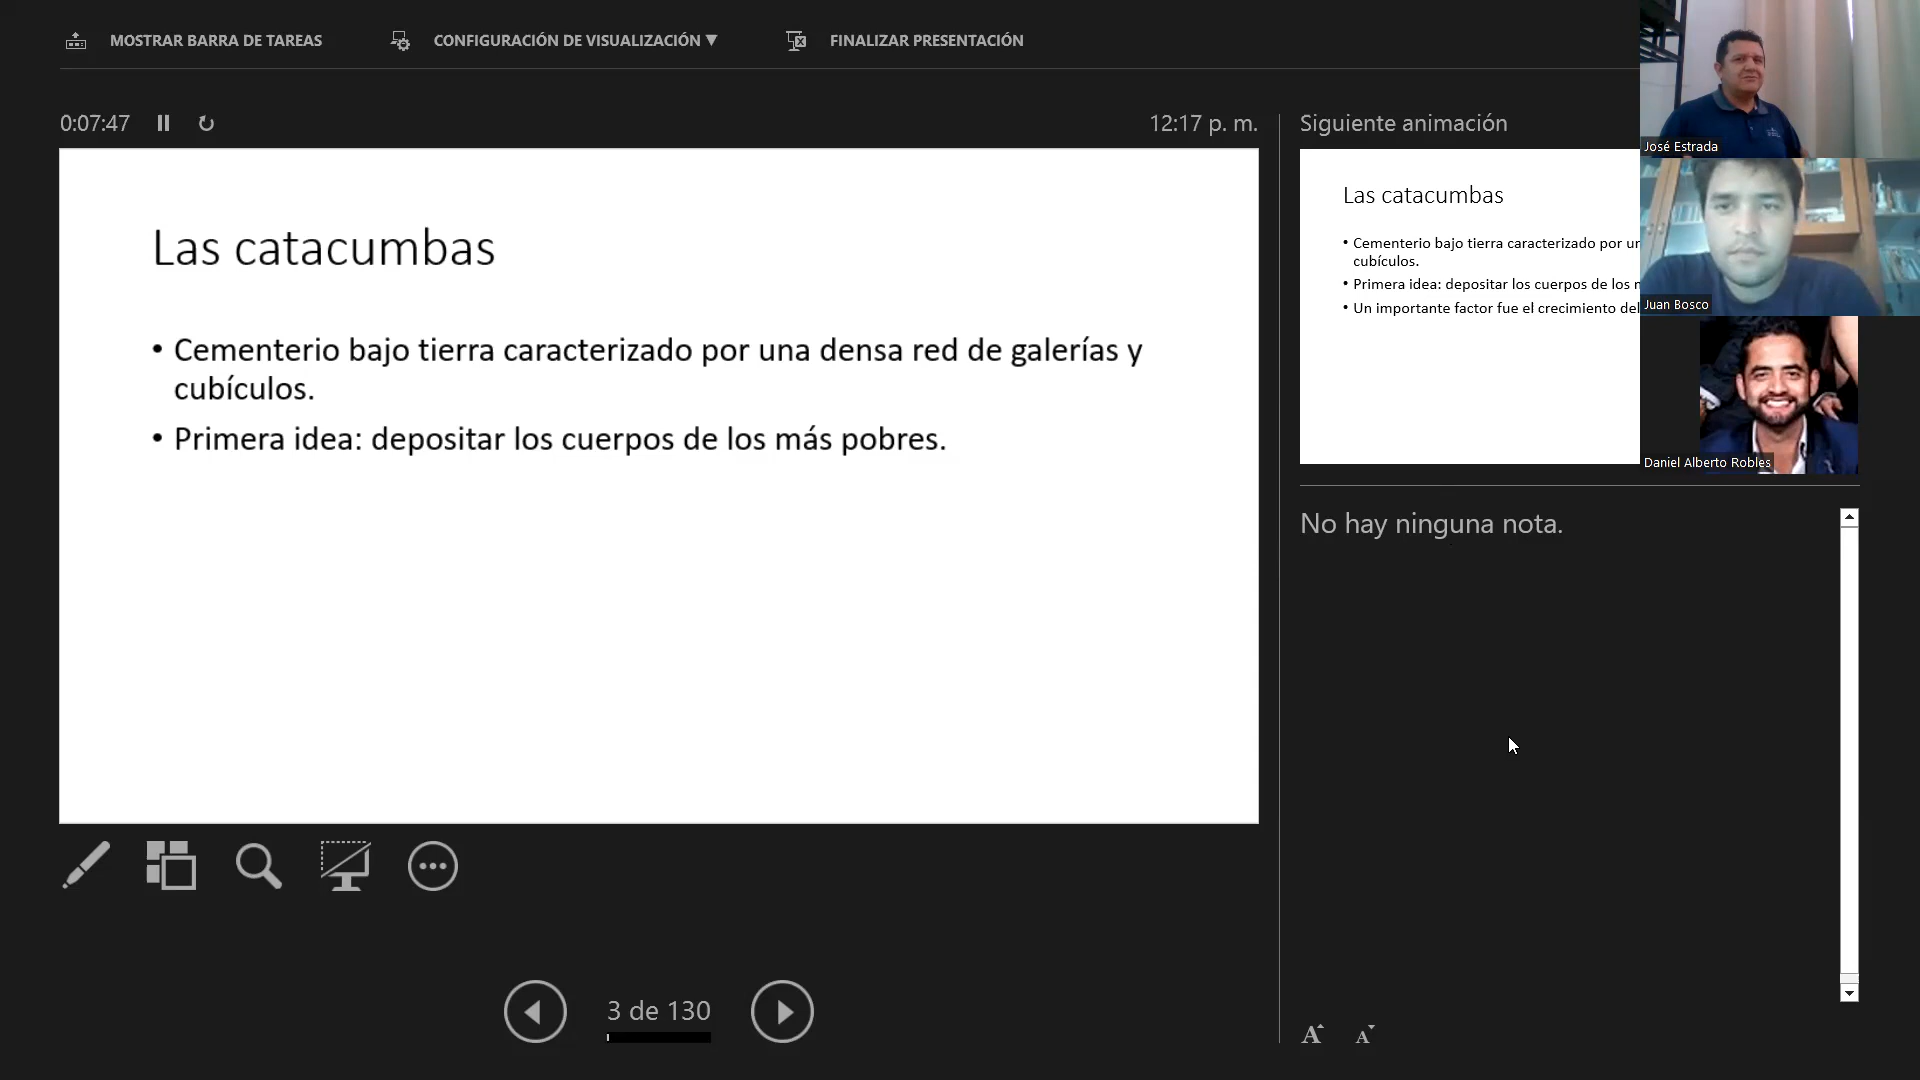 MOSTRAR BARRA DE TAREAS
CONFIGURACIÓN DE VISUALIZACIÓN ▼
FINALIZAR PRESENTACIÓN
0:07:47
12:17 p. m.
Las catacumbas
• Cementerio bajo tierra caracterizado por una densa red de galerías y
cubículos.
• Primera idea: depositar los cuerpos de los más pobres.
3 de 130
Siguiente animación
Las catacumbas
• Cementerio bajo tierra caracterizado por
cubículos.
• Primera idea: depositar los cuerpos de los
• Un importante factor fue el crecimiento del
No hay ninguna nota.
A A
José Estrada
Juan Bosco
Daniel Alberto Robles